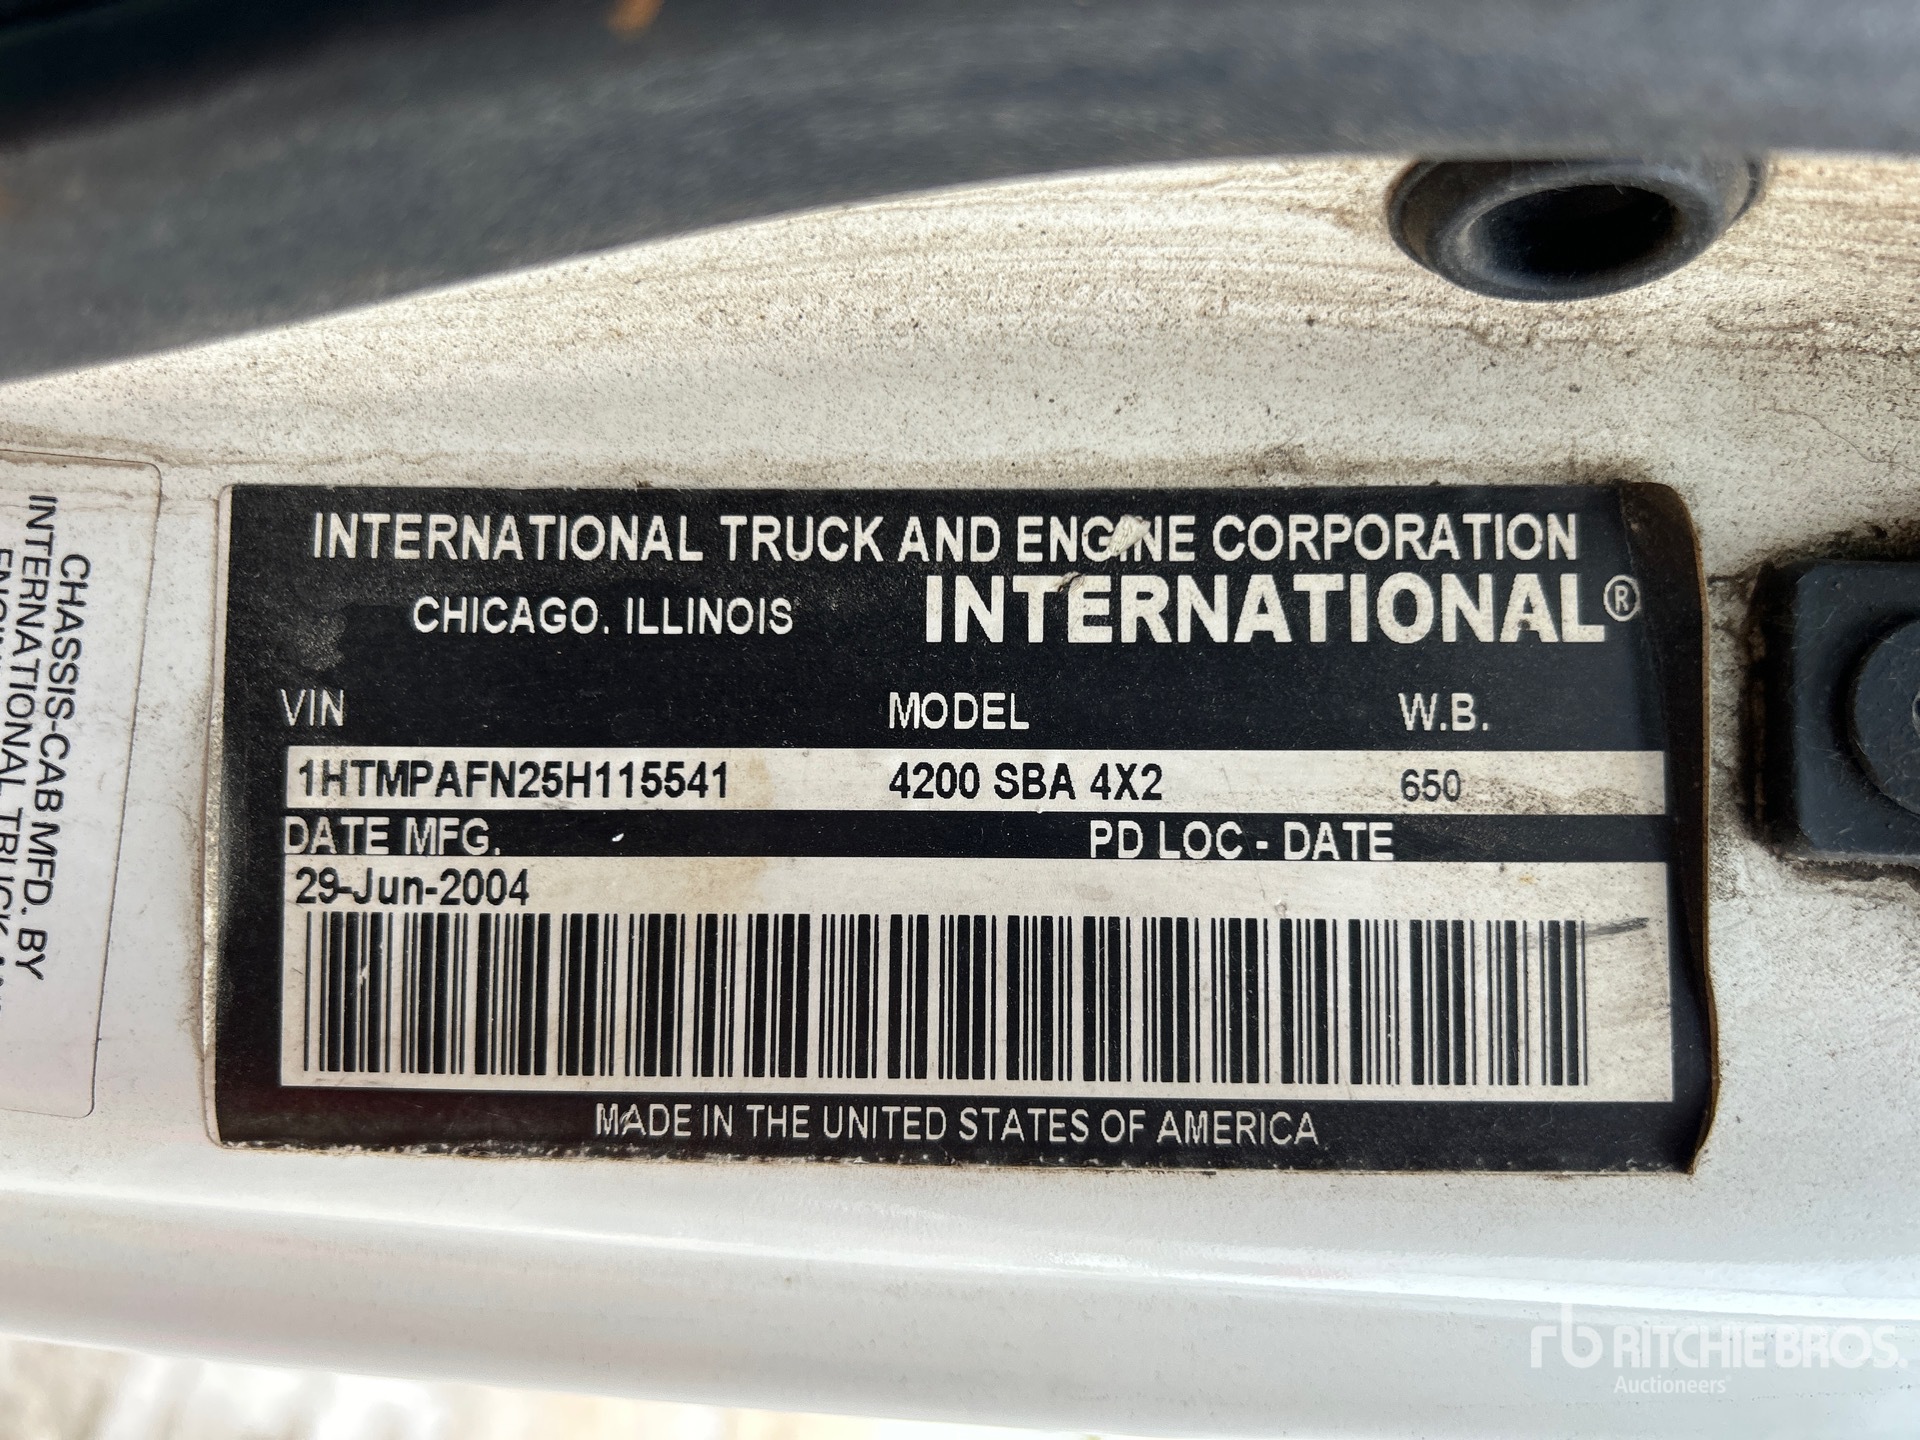 INTERNATIONAL TRUCK AND ENGINE CORPORATION
CHICAGO, ILLINOIS INTERNATIONAL®
VIN MODEL W.B.
1HTMPAFN25H115541 4200 SBA 4X2 650
DATE MFG. PD LOC - DATE
29-Jun-2004
MADE IN THE UNITED STATES OF AMERICA
CHASSIS-CAB MFD. BY
INTERNATIONAL TRUCK
rb RITCHIE BROS.
Auctioneers